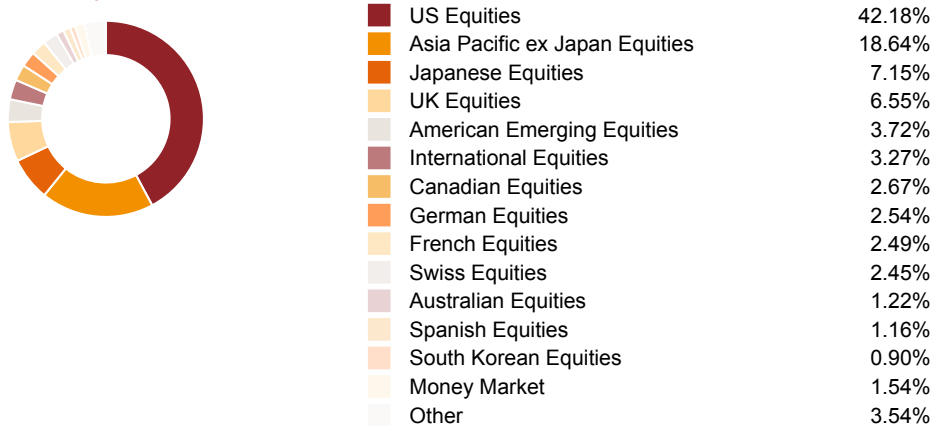 US Equities 42.18%
Asia Pacific ex Japan Equities 18.64%
Japanese Equities 7.15%
UK Equities 6.55%
American Emerging Equities 3.72%
International Equities 3.27%
Canadian Equities 2.67%
German Equities 2.54%
French Equities 2.49%
Swiss Equities 2.45%
Australian Equities 1.22%
Spanish Equities 1.16%
South Korean Equities 0.90%
Money Market 1.54%
Other 3.54%